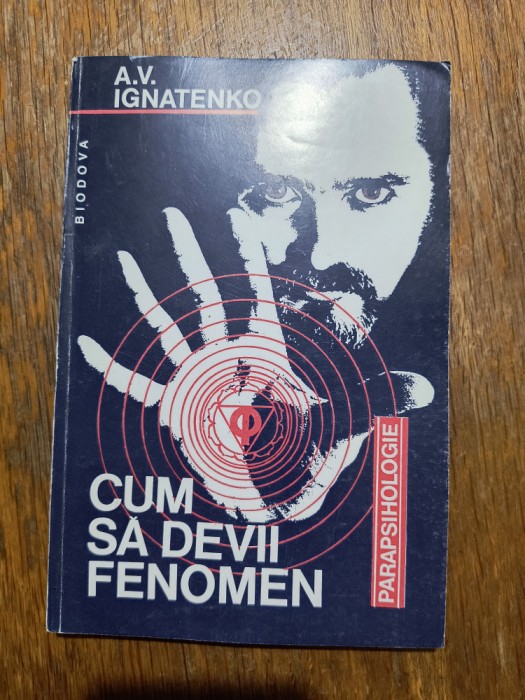 A.V.
IGNATENKO
BIODOVA
CUM
SĂ DEVII
FENOMEN
PARAPSIHOLOGIE
φ